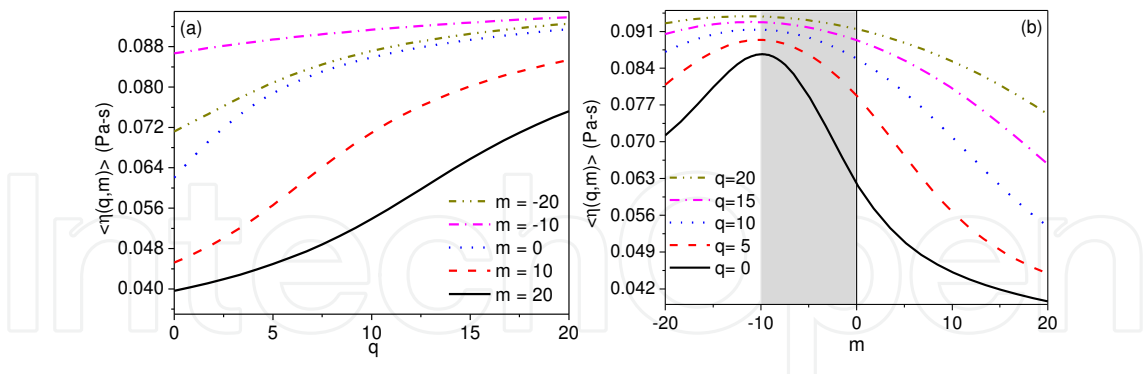 (a)
<η(q,m)> (Pa-s)
0.088
0.080
0.072
0.064
0.056
0.048
0.040
m = -20
m = -10
m = 0
m = 10
m = 20
0 5 10 15 20
q
(b)
<η(q,m)> (Pa-s)
0.091
0.084
0.077
0.070
0.063
0.056
0.049
0.042
q=20
q=15
q=10
q= 5
q= 0
-20 -10 0 10 20
m
IntechOpen